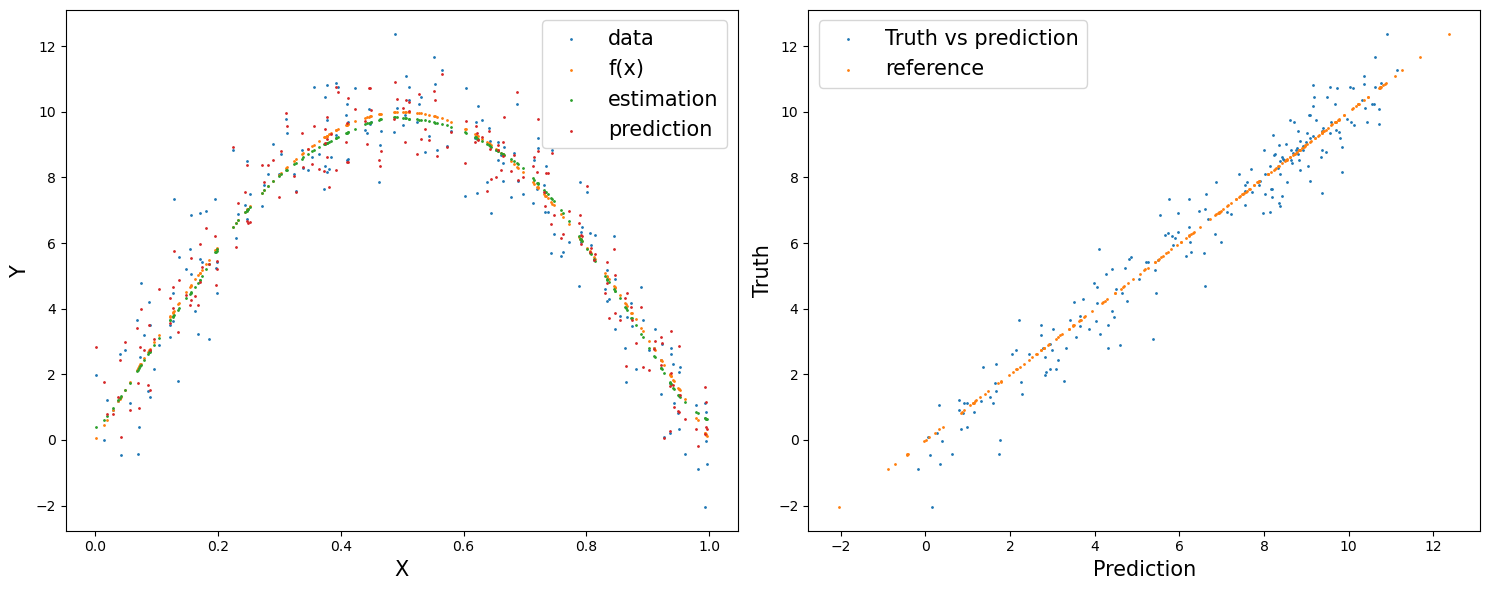 data
f(x)
estimation
prediction
Y
12
10
8
6
4
2
0
−2
0.0 0.2 0.4 0.6 0.8 1.0
X
Truth vs prediction
reference
Truth
12
10
8
6
4
2
0
−2
−2 0 2 4 6 8 10 12
Prediction